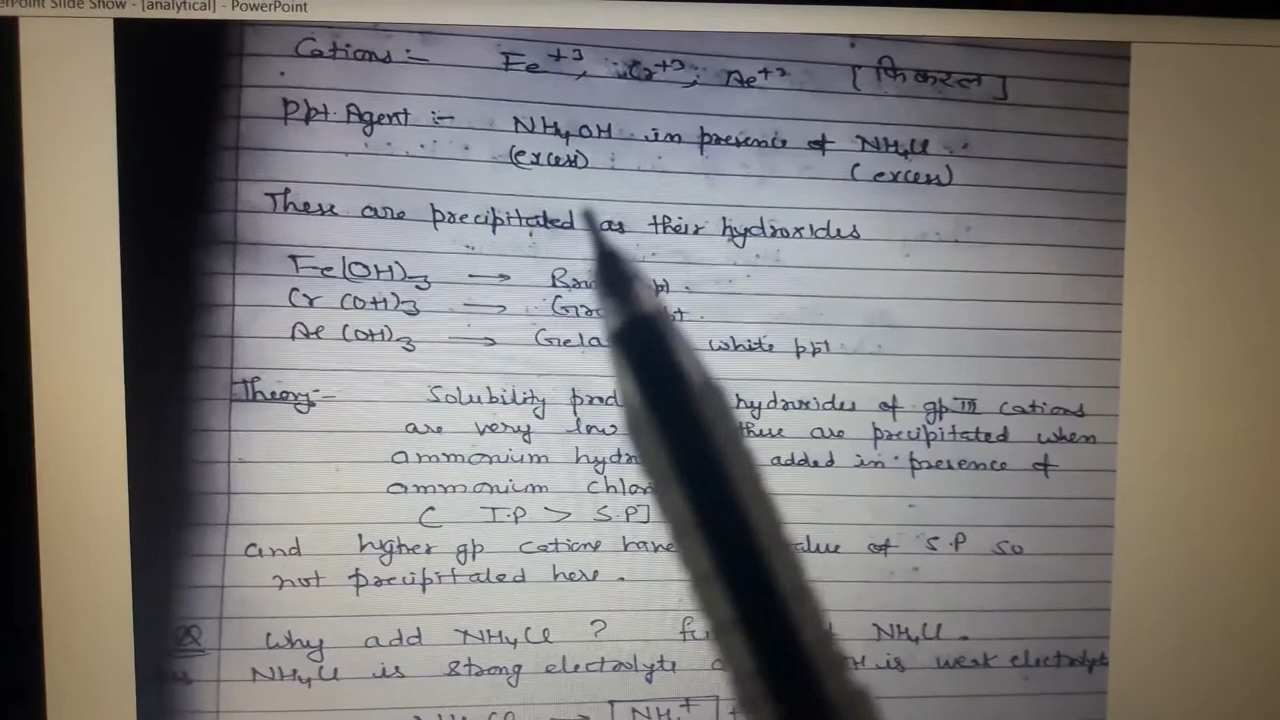 Point Slide Show - [analytical] - PowerPoint
Cations :- Fe+3, Cr+3, Al+3 [फिकरल]
ppt. Agent :- NH4OH in presence of NH4Cl
(excess) (excess)
These are precipitated as their hydroxides
Fe(OH)3 →
Cr(OH)3 →
Al(OH)3 → white ppt.
Theory:- Solubility hydroxides of gp III cations
are very low these are precipitated when
ammonium added in presence of
ammonium
( I.P > S.P]
and higher gp cations have of S.P so
not precipitated here.
Q Why add NH4Cl ? NH4Cl.
NH4Cl is strong electrolyte is weak electrolyte
NH4+